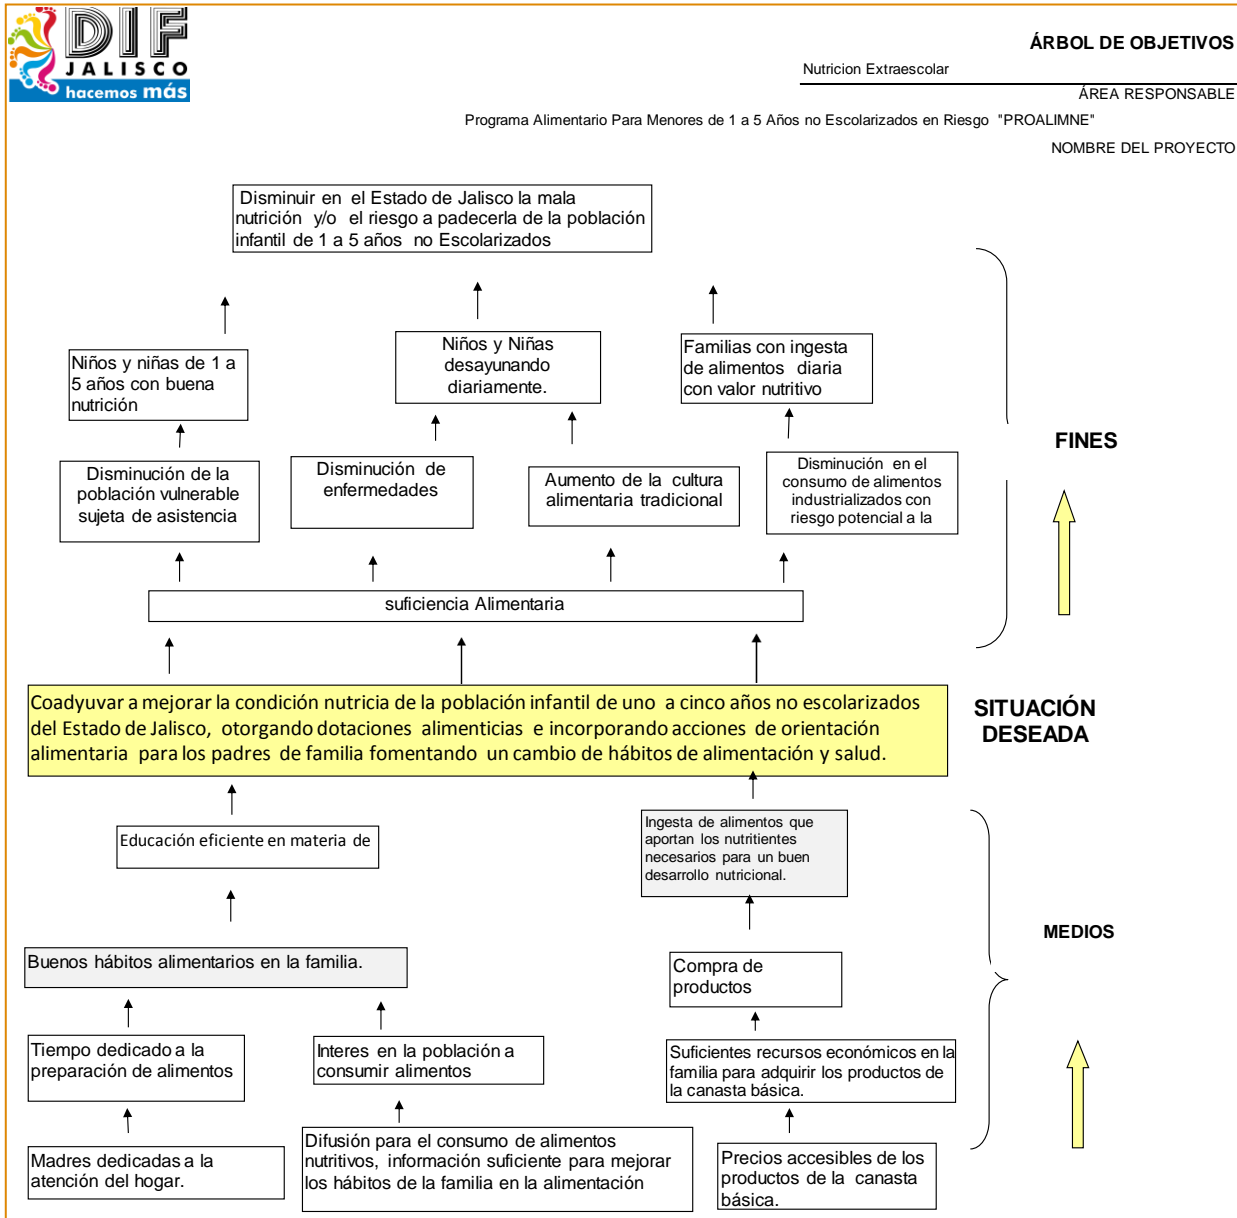 DIF
JALISCO
hacemos más
ÁRBOL DE OBJETIVOS
Nutricion Extraescolar
ÁREA RESPONSABLE
Programa Alimentario Para Menores de 1 a 5 Años no Escolarizados en Riesgo "PROALIMNE"
NOMBRE DEL PROYECTO
Disminuir en el Estado de Jalisco la mala
nutrición y/o el riesgo a padecerla de la población
infantil de 1 a 5 años no Escolarizados
Niños y niñas de 1 a
5 años con buena
nutrición
Niños y Niñas
desayunando
diariamente.
Familias con ingesta
de alimentos diaria
con valor nutritivo
FINES
Disminución de la
población vulnerable
sujeta de asistencia
Disminución de
enfermedades
Aumento de la cultura
alimentaria tradicional
Disminución en el
consumo de alimentos
industrializados con
riesgo potencial a la
suficiencia Alimentaria
Coadyuvar a mejorar la condición nutricia de la población infantil de uno a cinco años no escolarizados
del Estado de Jalisco, otorgando dotaciones alimenticias e incorporando acciones de orientación
alimentaria para los padres de familia fomentando un cambio de hábitos de alimentación y salud.
SITUACIÓN
DESEADA
Educación eficiente en materia de
Ingesta de alimentos que
aportan los nutritientes
necesarios para un buen
desarrollo nutricional.
MEDIOS
Buenos hábitos alimentarios en la familia.
Compra de
productos
Tiempo dedicado a la
preparación de alimentos
Interes en la población a
consumir alimentos
Suficientes recursos económicos en la
familia para adquirir los productos de
la canasta básica.
Madres dedicadas a la
atención del hogar.
Difusión para el consumo de alimentos
nutritivos, información suficiente para mejorar
los hábitos de la familia en la alimentación
Precios accesibles de los
productos de la canasta
básica.